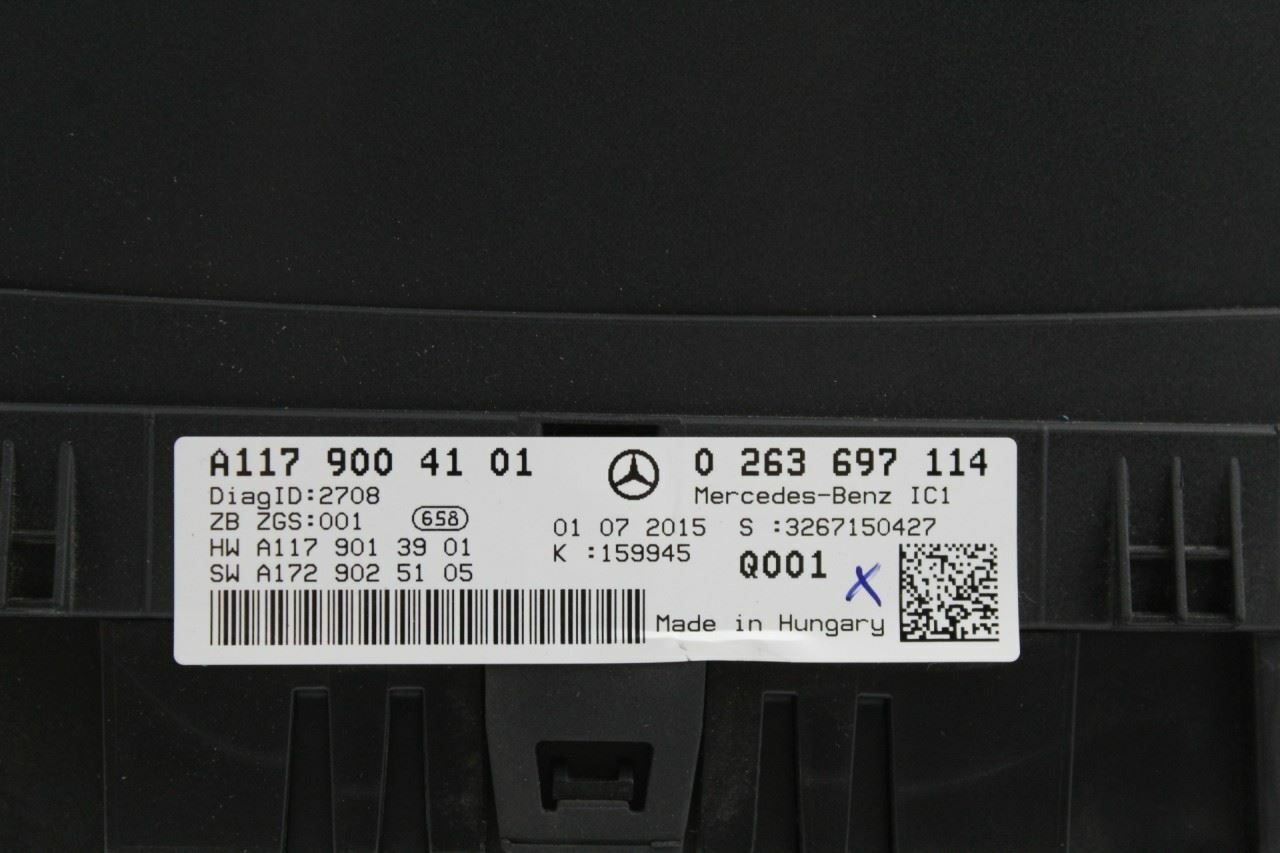 A117 900 41 01
DiagID:2708
ZB ZGS:001 658
HW A117 901 39 01
SW A172 902 51 05
01 07 2015
K :159945
0 263 697 114
Mercedes-Benz IC1
S :3267150427
Q001 X
Made in Hungary